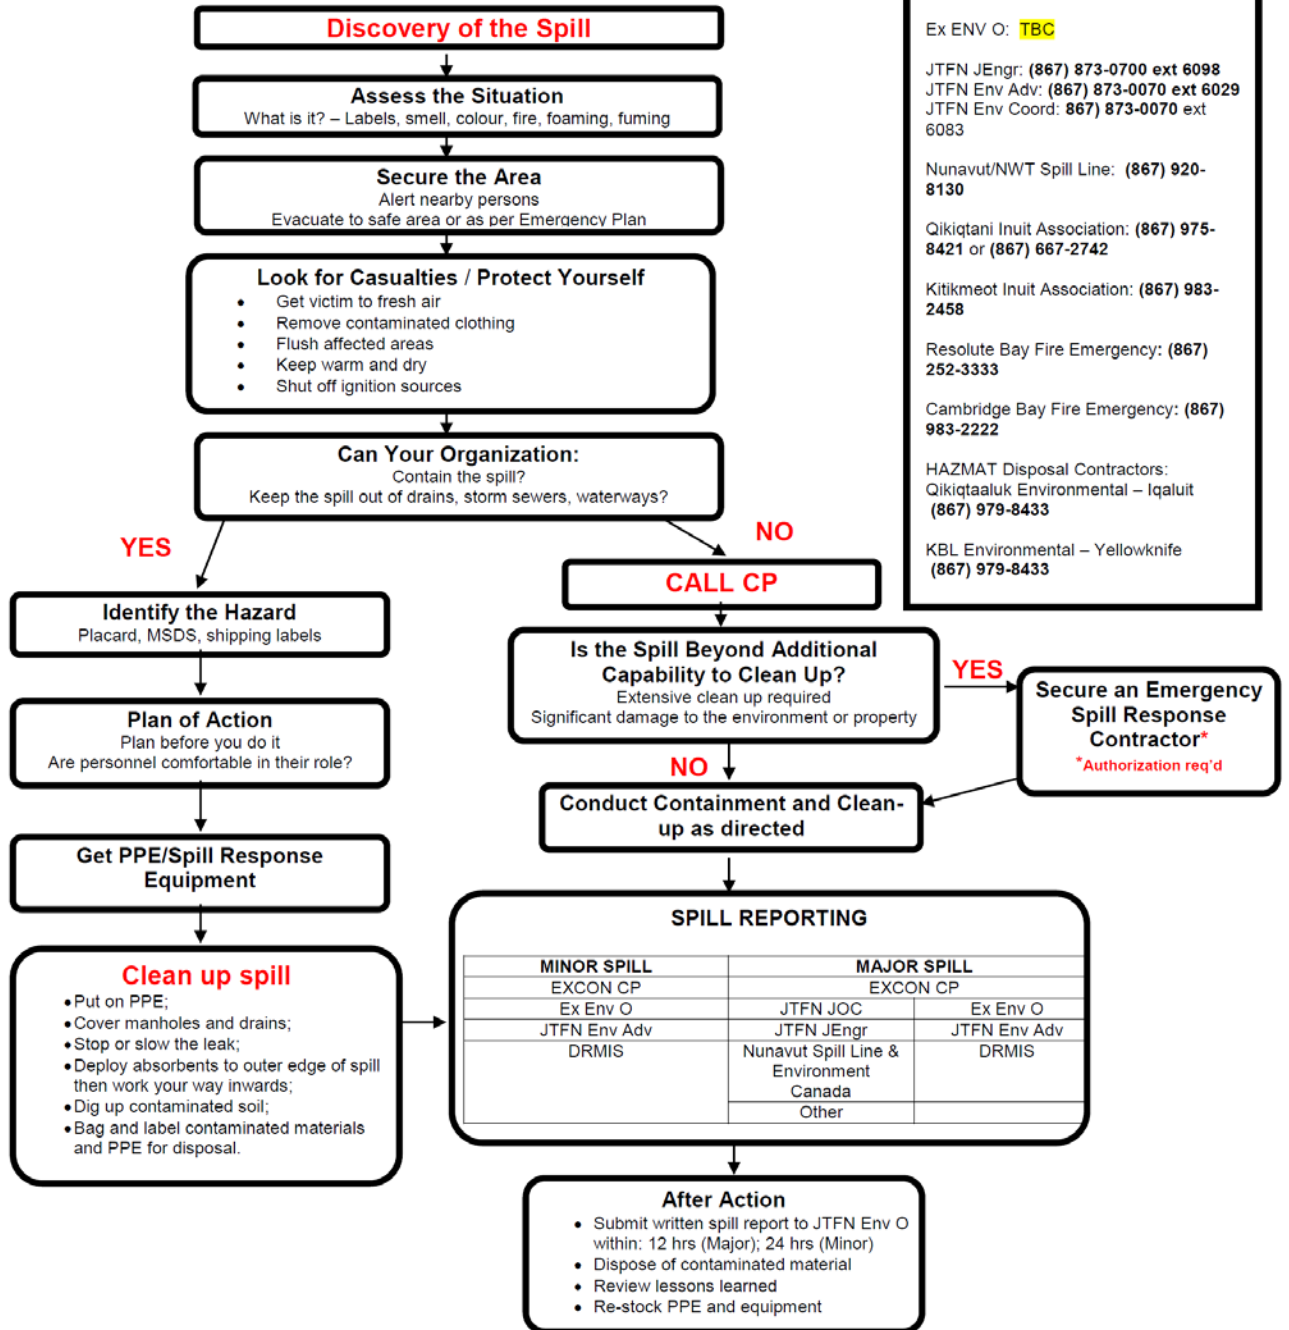 Discovery of the Spill
Assess the Situation
What is it? – Labels, smell, colour, fire, foaming, fuming
Secure the Area
Alert nearby persons
Evacuate to safe area or as per Emergency Plan
Look for Casualties / Protect Yourself
• Get victim to fresh air
• Remove contaminated clothing
• Flush affected areas
• Keep warm and dry
• Shut off ignition sources
Can Your Organization:
Contain the spill?
Keep the spill out of drains, storm sewers, waterways?
YES
NO
Identify the Hazard
Placard, MSDS, shipping labels
Plan of Action
Plan before you do it
Are personnel comfortable in their role?
Get PPE/Spill Response
Equipment
Clean up spill
• Put on PPE;
• Cover manholes and drains;
• Stop or slow the leak;
• Deploy absorbents to outer edge of spill
then work your way inwards;
• Dig up contaminated soil;
• Bag and label contaminated materials
and PPE for disposal.
CALL CP
Is the Spill Beyond Additional
Capability to Clean Up?
Extensive clean up required
Significant damage to the environment or property
YES
NO
Secure an Emergency
Spill Response
Contractor*
*Authorization req'd
Conduct Containment and Clean-
up as directed
SPILL REPORTING
MINOR SPILL MAJOR SPILL
EXCON CP EXCON CP
Ex Env O JTFN JOC Ex Env O
JTFN Env Adv JTFN JEngr JTFN Env Adv
DRMIS Nunavut Spill Line & DRMIS
Environment
Canada
Other
After Action
• Submit written spill report to JTFN Env O
within: 12 hrs (Major); 24 hrs (Minor)
• Dispose of contaminated material
• Review lessons learned
• Re-stock PPE and equipment
Ex ENV O: TBC
JTFN JEngr: (867) 873-0700 ext 6098
JTFN Env Adv: (867) 873-0070 ext 6029
JTFN Env Coord: 867) 873-0070 ext
6083
Nunavut/NWT Spill Line: (867) 920-
8130
Qikiqtani Inuit Association: (867) 975-
8421 or (867) 667-2742
Kitikmeot Inuit Association: (867) 983-
2458
Resolute Bay Fire Emergency: (867)
252-3333
Cambridge Bay Fire Emergency: (867)
983-2222
HAZMAT Disposal Contractors:
Qikiqtaaluk Environmental – Iqaluit
(867) 979-8433
KBL Environmental – Yellowknife
(867) 979-8433